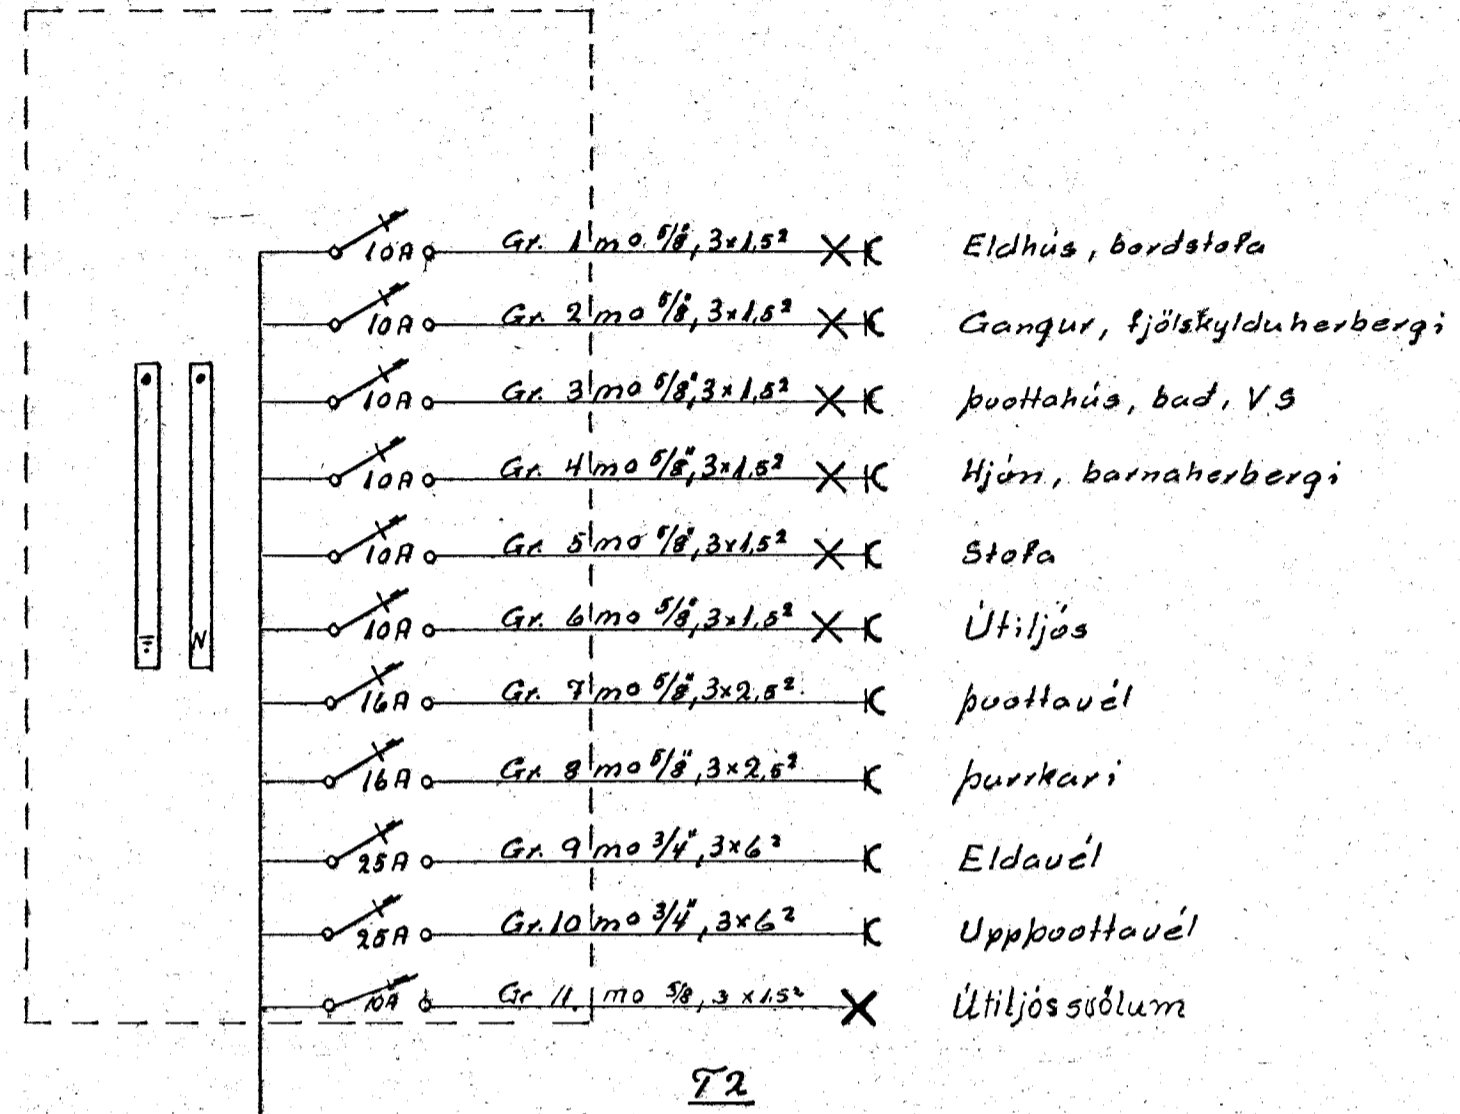 10A Gr. 1 mo 5/8", 3x1,5² Eldhús, bordstofa
10A Gr. 2 mo 5/8", 3x1,5² Gangur, fjölskylduherbergi
10A Gr. 3 mo 5/8", 3x1,5² þvottahús, bað, VS
10A Gr. 4 mo 5/8", 3x1,5² Hjón, barnaherbergi
10A Gr. 5 mo 5/8", 3x1,5² Stofa
10A Gr. 6 mo 5/8", 3x1,5² Útiljós
N
16A Gr. 7 mo 5/8", 3x2,5² þvottavél
16A Gr. 8 mo 5/8", 3x2,5² þurrkari
25A Gr. 9 mo 3/4", 3x6² Eldavél
25A Gr. 10 mo 3/4", 3x6² Uppþvottavél
10A Gr 11. mo 5/8, 3x1.5² Útiljós svölum
T2